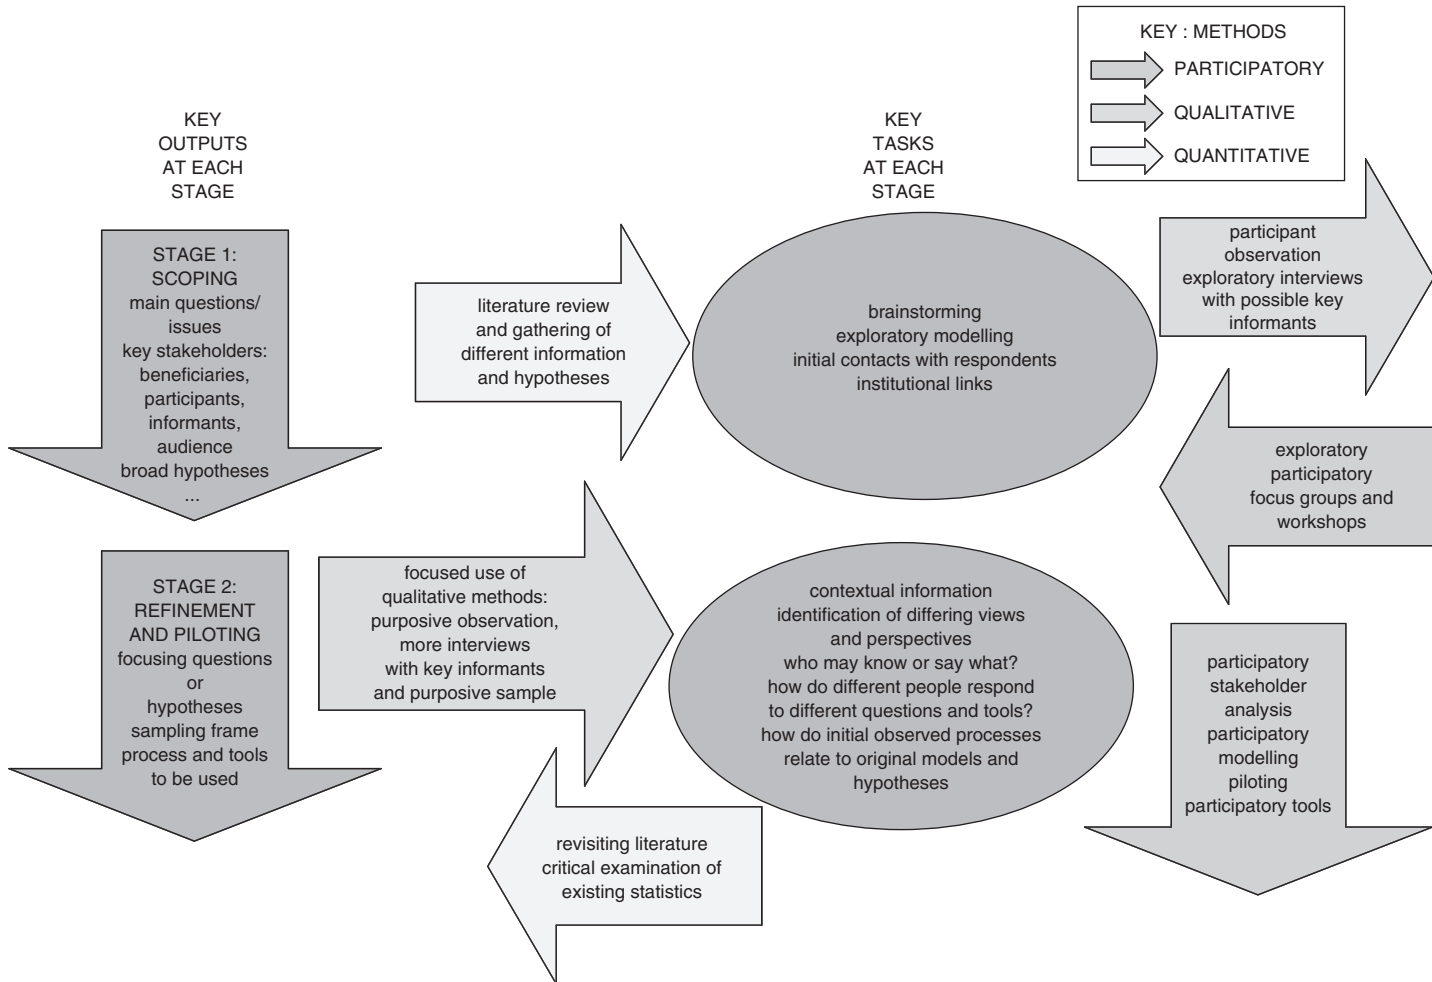 KEY : METHODS
PARTICIPATORY
QUALITATIVE
QUANTITATIVE
KEY
OUTPUTS
AT EACH
STAGE
KEY
TASKS
AT EACH
STAGE
STAGE 1:
SCOPING
main questions/
issues
key stakeholders:
beneficiaries,
participants,
informants,
audience
broad hypotheses
...
literature review
and gathering of
different information
and hypotheses
brainstorming
exploratory modelling
initial contacts with respondents
institutional links
participant
observation
exploratory interviews
with possible key
informants
exploratory
participatory
focus groups and
workshops
STAGE 2:
REFINEMENT
AND PILOTING
focusing questions
or
hypotheses
sampling frame
process and tools
to be used
focused use of
qualitative methods:
purposive observation,
more interviews
with key informants
and purposive sample
contextual information
identification of differing views
and perspectives
who may know or say what?
how do different people respond
to different questions and tools?
how do initial observed processes
relate to original models and
hypotheses
participatory
stakeholder
analysis
participatory
modelling
piloting
participatory tools
revisiting literature
critical examination of
existing statistics